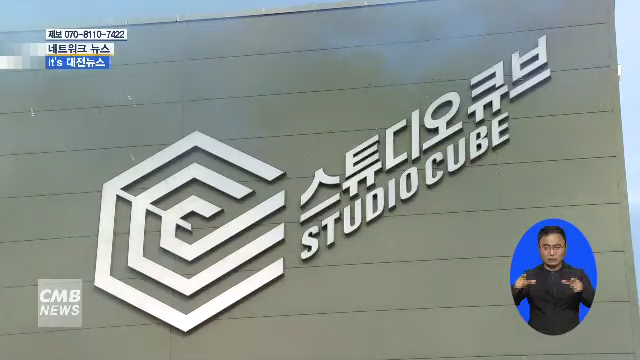 제보 070-8110-7422
네트워크 뉴스
it's 대전뉴스
스튜디오큐브
STUDIO CUBE
CMB
NEWS